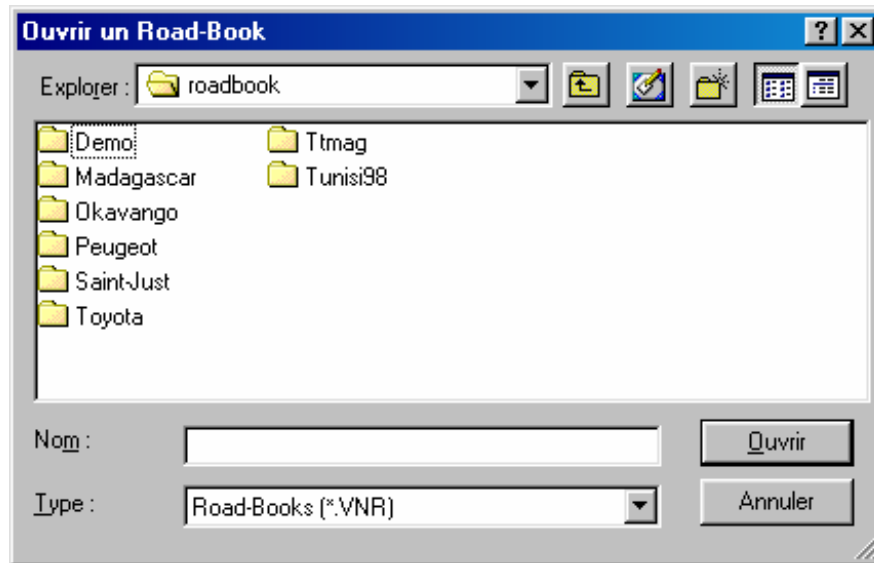 Ouvrir un Road-Book
Explorer : roadbook
Demo
Madagascar
Okavango
Peugeot
Saint-Just
Toyota
Ttmag
Tunisi98
Nom :
Ouvrir
Type : Road-Books (*.VNR)
Annuler